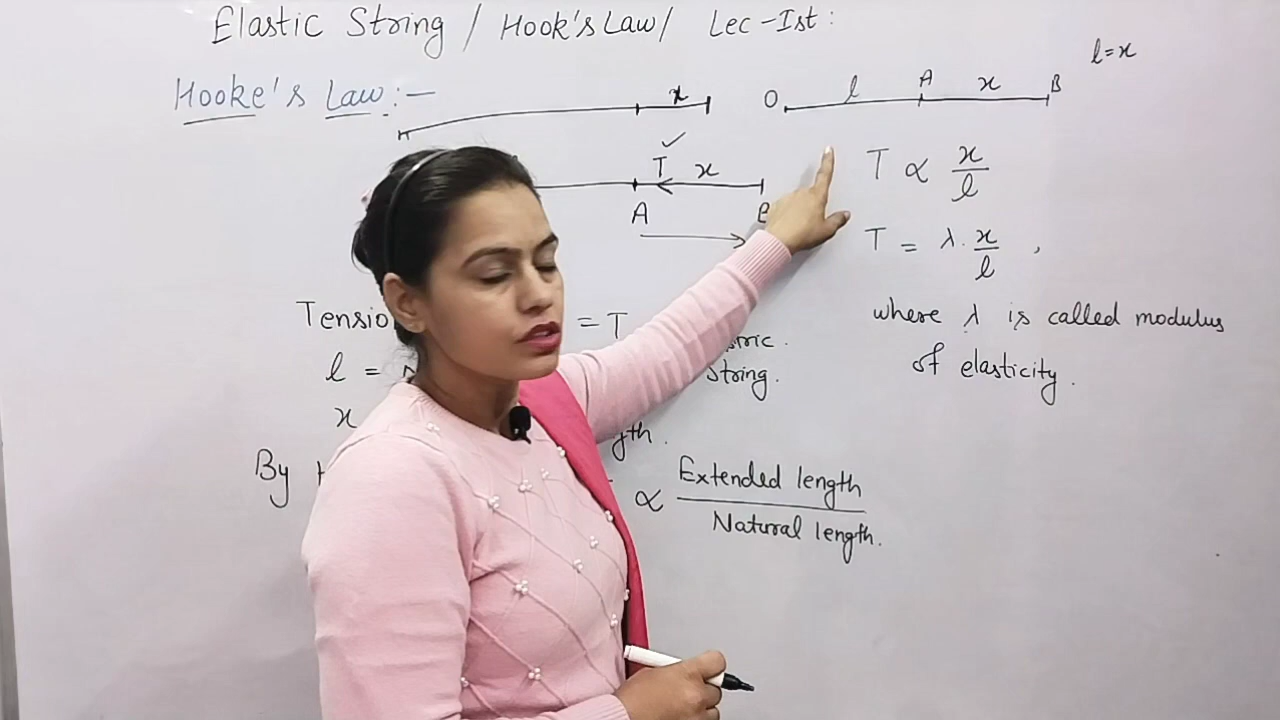 Elastic String / Hook's Law / Lec-Ist:
l=x
Hooke's Law:-
x
O l A x B
T x
A
T ∝ x/l
T = λ. x/l ,
where λ is called modulus
of elasticity.
= T
l =
String.
x
By
∝ Extended length / Natural length.